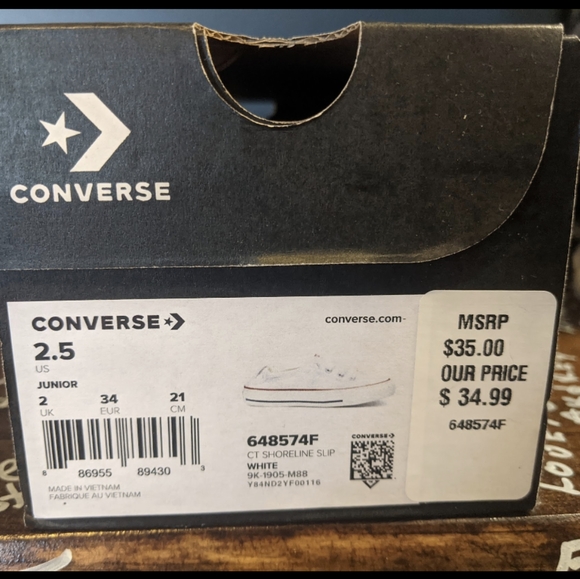 CONVERSE
CONVERSE
converse.com
2.5
US
JUNIOR
2 34 21
UK EUR CM
8 86955 89430 3
MADE IN VIETNAM
FABRIQUE AU VIETNAM
648574F
CT SHORELINE SLIP
WHITE
9K-1905-M88
Y84ND2YF00116
CONVERSE
MSRP
$35.00
OUR PRICE
$ 34.99
648574F